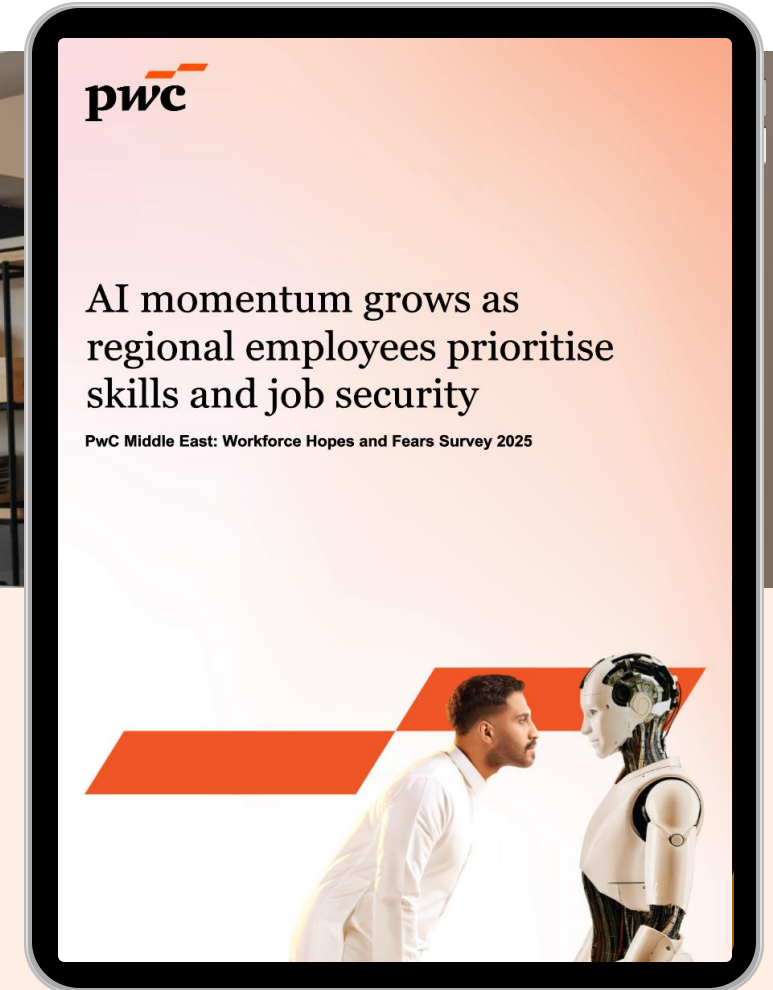 pwc
AI momentum grows as
regional employees prioritise
skills and job security
PwC Middle East: Workforce Hopes and Fears Survey 2025